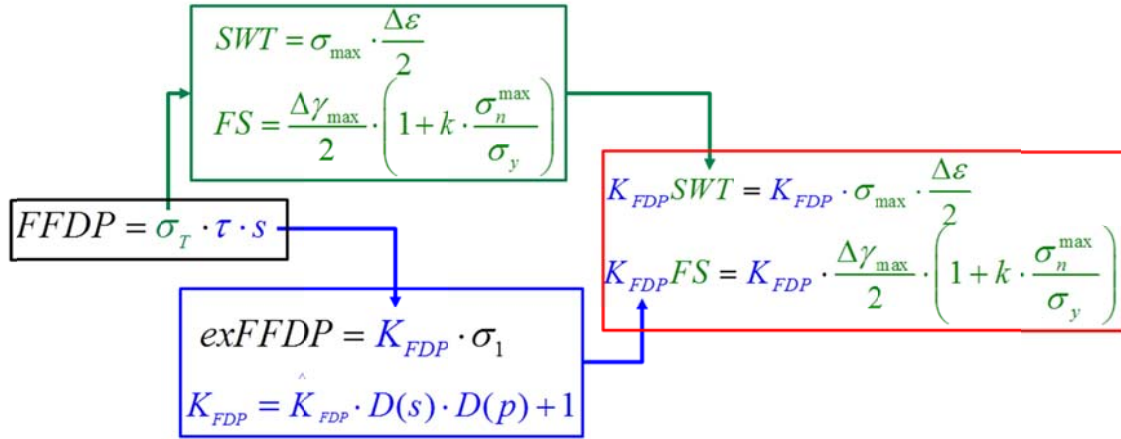 SWT = σ_max · Δε/2
FS = Δγ_max/2 · (1 + k · σ_n^max/σ_y)
FFDP = σ_T · τ · s
K_FDP SWT = K_FDP · σ_max · Δε/2
K_FDP FS = K_FDP · Δγ_max/2 · (1 + k · σ_n^max/σ_y)
exFFDP = K_FDP · σ_1
K_FDP = K̂_FDP · D(s) · D(p) + 1